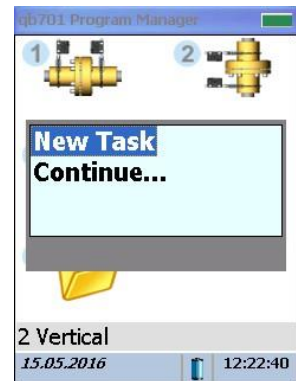 qb701 Program Manager
1
2
New Task
Continue...
2 Vertical
15.05.2016
12:22:40